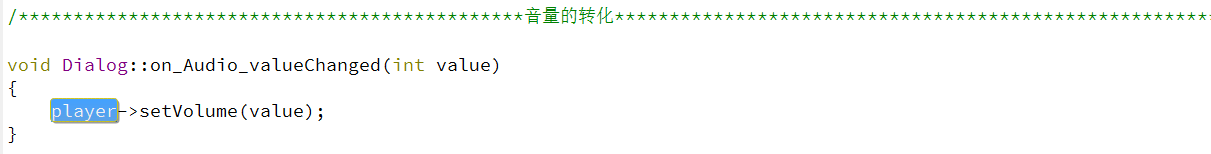 /**********************************************音量的转化******************************************************
void Dialog::on_Audio_valueChanged(int value)
{
    player->setVolume(value);
}